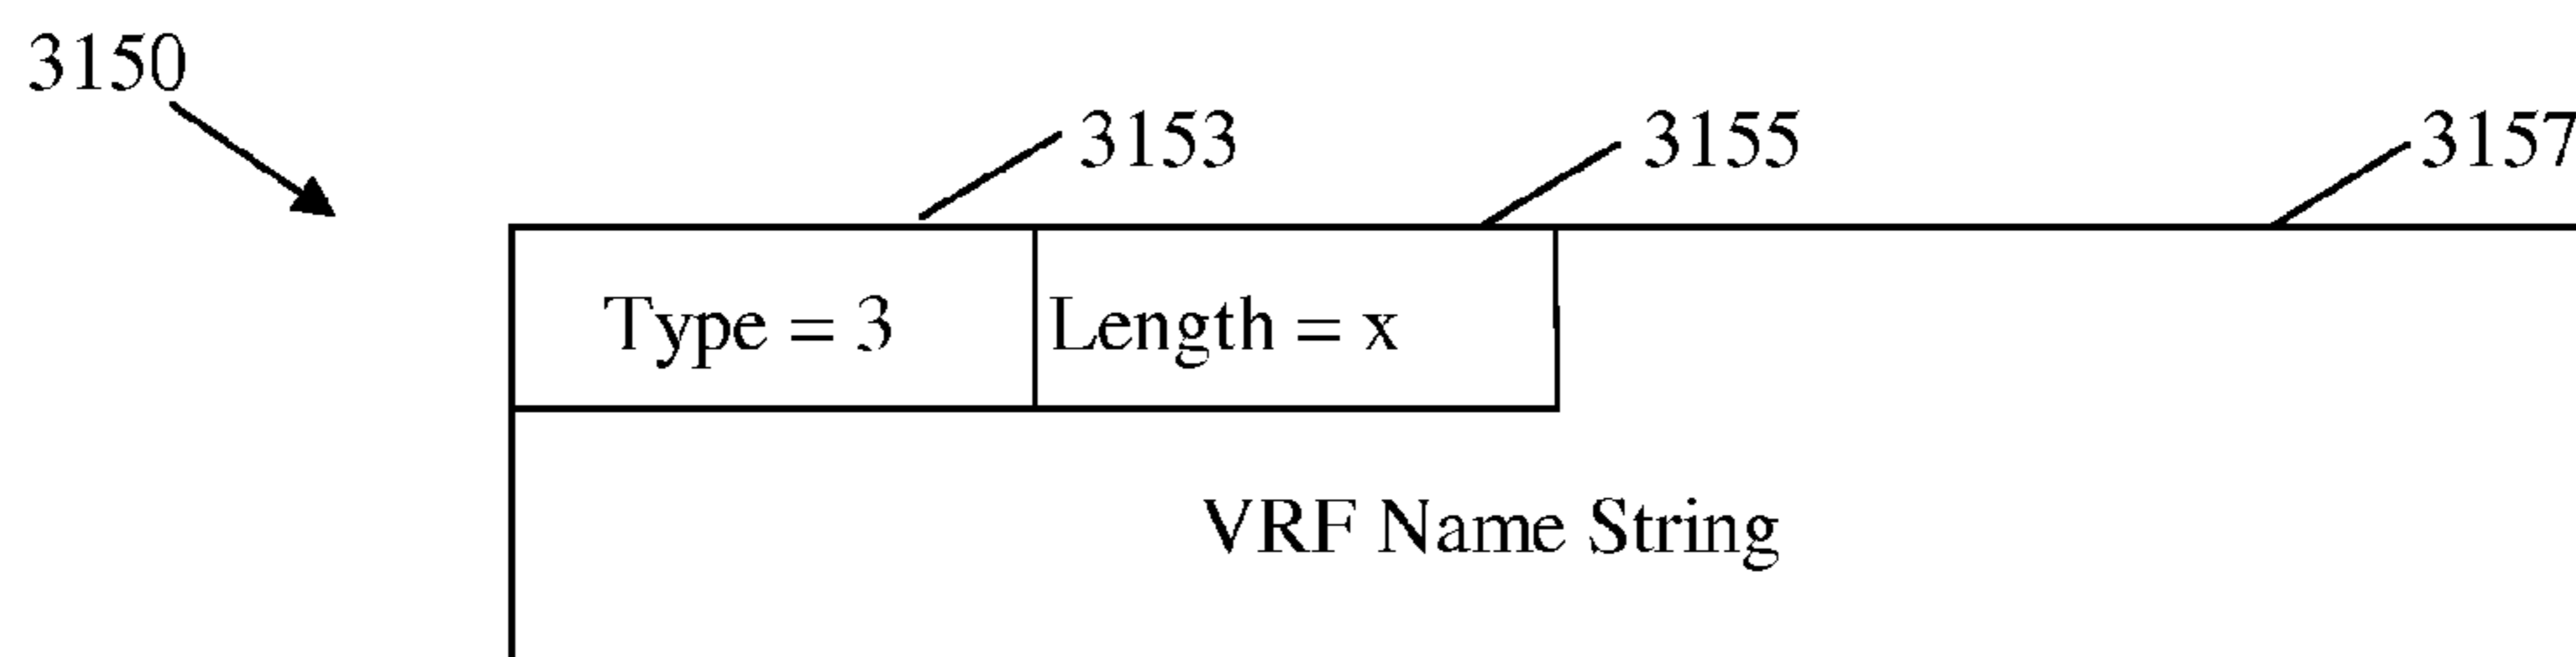 3150
3153 3155 3157
Type = 3 Length = x
VRF Name String